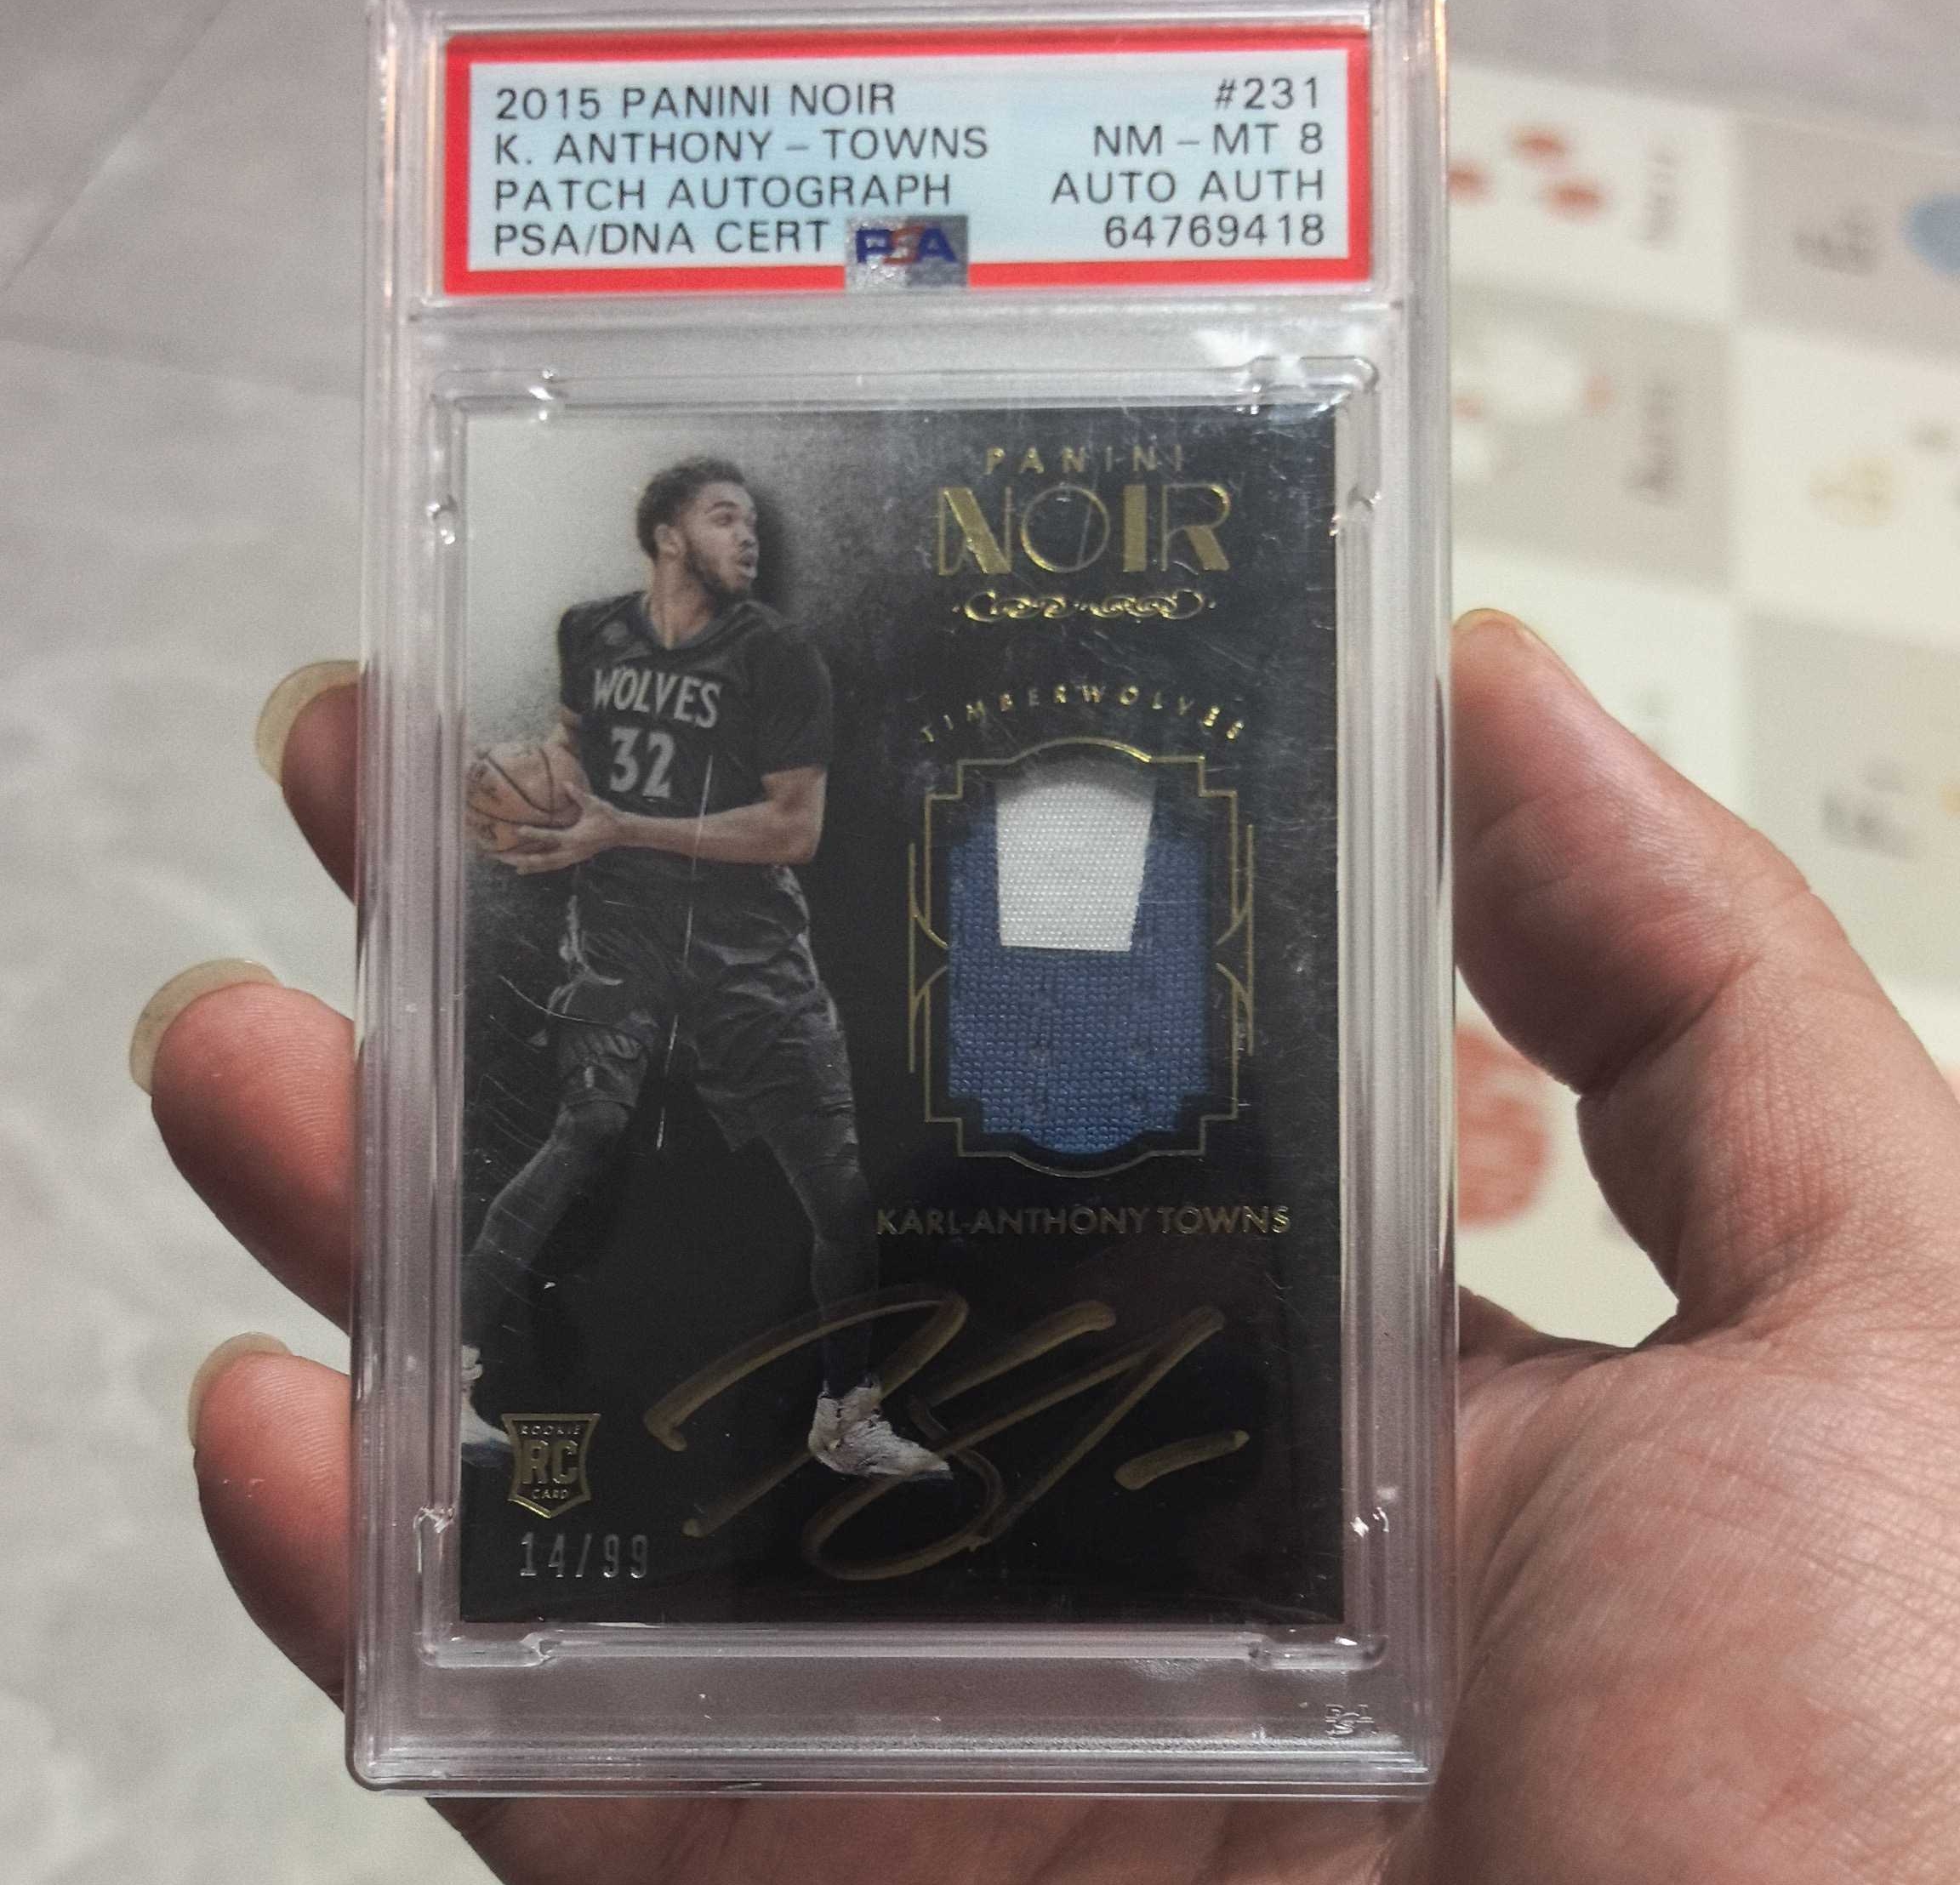 2015 PANINI NOIR #231
K. ANTHONY-TOWNS NM-MT 8
PATCH AUTOGRAPH AUTO AUTH
PSA/DNA CERT PSA 64769418
PANINI
NOIR
WOLVES
32
TIMBERWOLVES
KARL-ANTHONY TOWNS
ROOKIE
RC
CARD
14/99